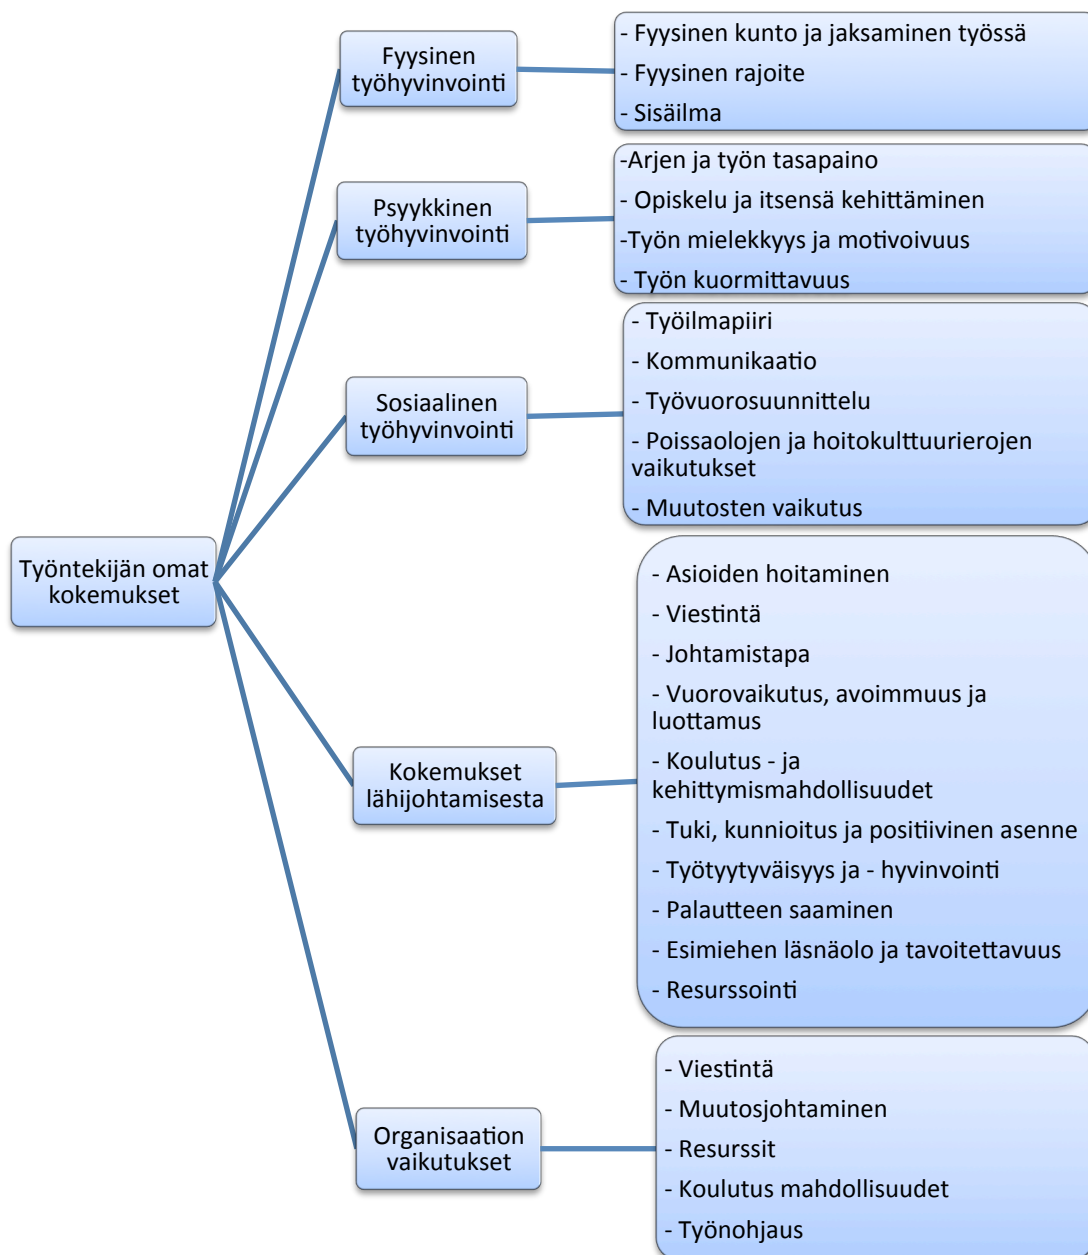 Fyysinen
työhyvinvointi
- Fyysinen kunto ja jaksaminen työssä
- Fyysinen rajoite
- Sisäilma
Psyykkinen
työhyvinvointi
-Arjen ja työn tasapaino
- Opiskelu ja itsensä kehittäminen
-Työn mielekkyys ja motivoivuus
- Työn kuormittavuus
Sosiaalinen
työhyvinvointi
- Työilmapiiri
- Kommunikaatio
- Työvuorosuunnittelu
- Poissaolojen ja hoitokulttuurierojen
vaikutukset
- Muutosten vaikutus
Työntekijän omat
kokemukset
Kokemukset
lähijohtamisesta
- Asioiden hoitaminen
- Viestintä
- Johtamistapa
- Vuorovaikutus, avoimmuus ja
luottamus
- Koulutus - ja
kehittymismahdollisuudet
- Tuki, kunnioitus ja positiivinen asenne
- Työtyytyväisyys ja - hyvinvointi
- Palautteen saaminen
- Esimiehen läsnäolo ja tavoitettavuus
- Resurssointi
Organisaation
vaikutukset
- Viestintä
- Muutosjohtaminen
- Resurssit
- Koulutus mahdollisuudet
- Työnohjaus